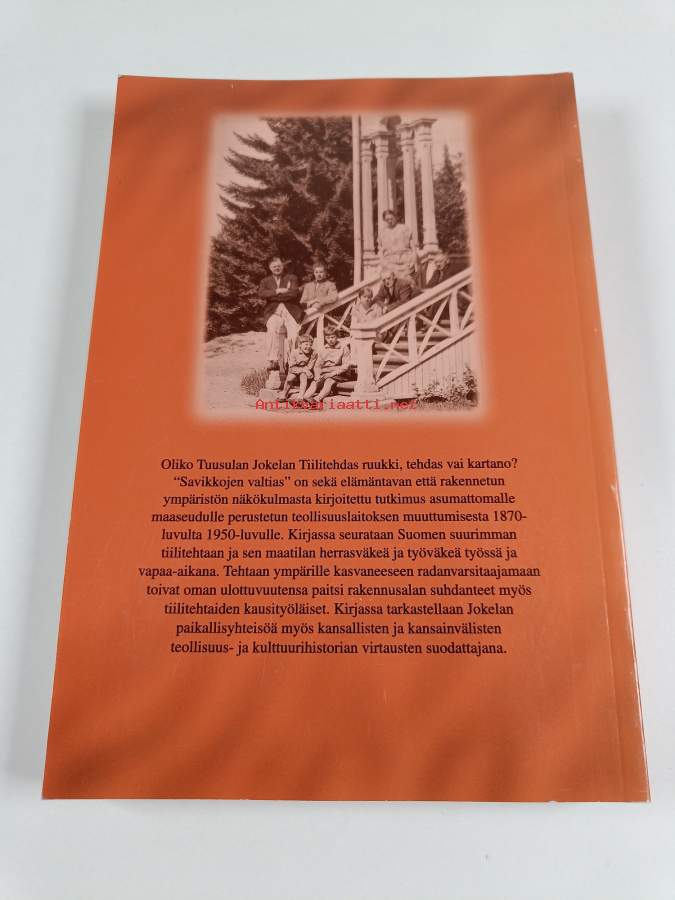 Antikvariaatti.net
Oliko Tuusulan Jokelan Tiilitehdas ruukki, tehdas vai kartano?
“Savikkojen valtias” on sekä elämäntavan että rakennetun
ympäristön näkökulmasta kirjoitettu tutkimus asumattomalle
maaseudulle perustetun teollisuuslaitoksen muuttumisesta 1870-
luvulta 1950-luvulle. Kirjassa seurataan Suomen suurimman
tiilitehtaan ja sen maatilan herrasväkeä ja työväkeä työssä ja
vapaa-aikana. Tehtaan ympärille kasvaneeseen radanvarsitaajamaan
toivat oman ulottuvuutensa paitsi rakennusalan suhdanteet myös
tiilitehtaiden kausityöläiset. Kirjassa tarkastellaan Jokelan
paikallisyhteisöä myös kansallisten ja kansainvälisten
teollisuus- ja kulttuurihistorian virtausten suodattajana.